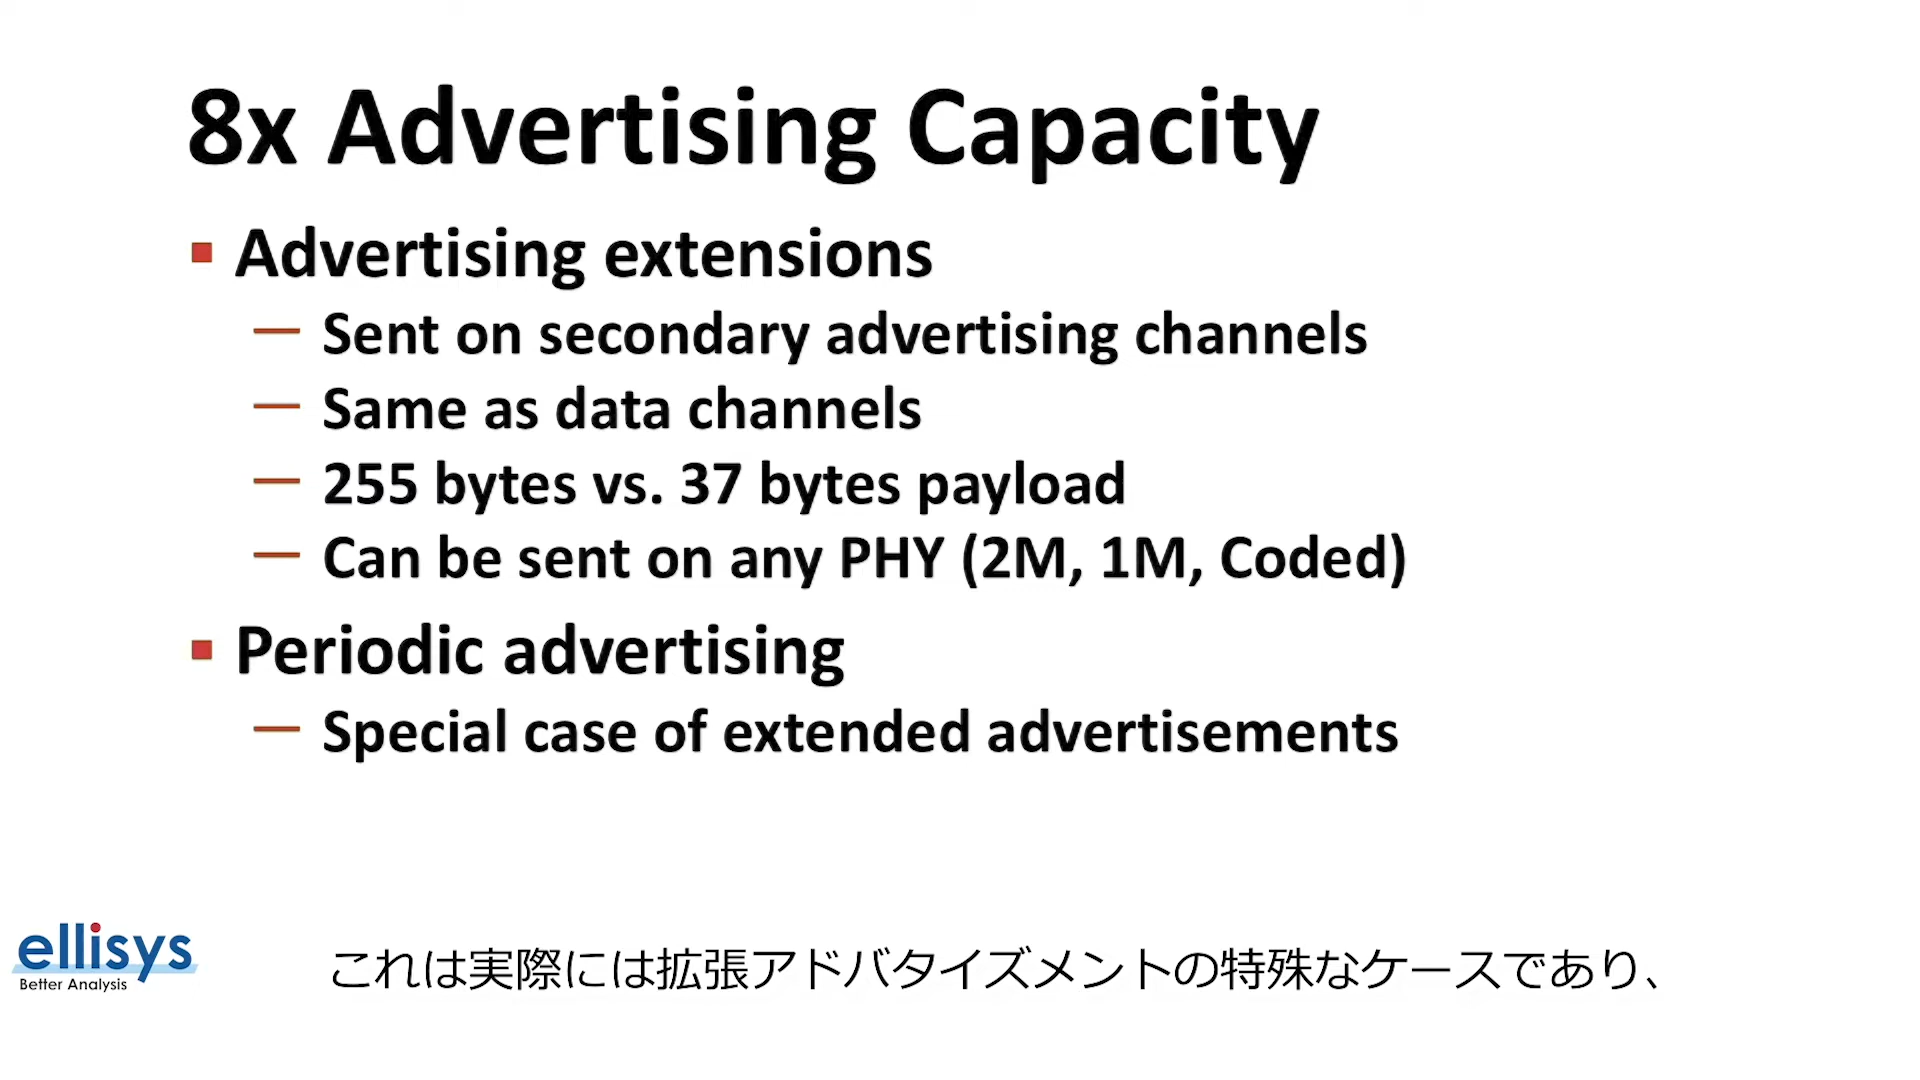 8x Advertising Capacity
Advertising extensions
— Sent on secondary advertising channels
— Same as data channels
— 255 bytes vs. 37 bytes payload
— Can be sent on any PHY (2M, 1M, Coded)
Periodic advertising
— Special case of extended advertisements
ellisys
Better Analysis
これは実際には拡張アドバタイズメントの特殊なケースであり、